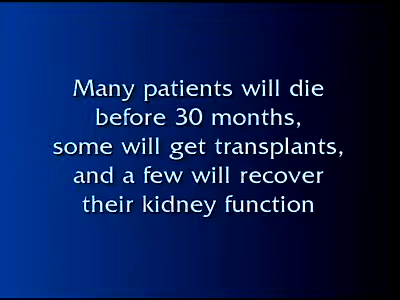 Many patients will die
before 30 months,
some will get transplants,
and a few will recover
their kidney function